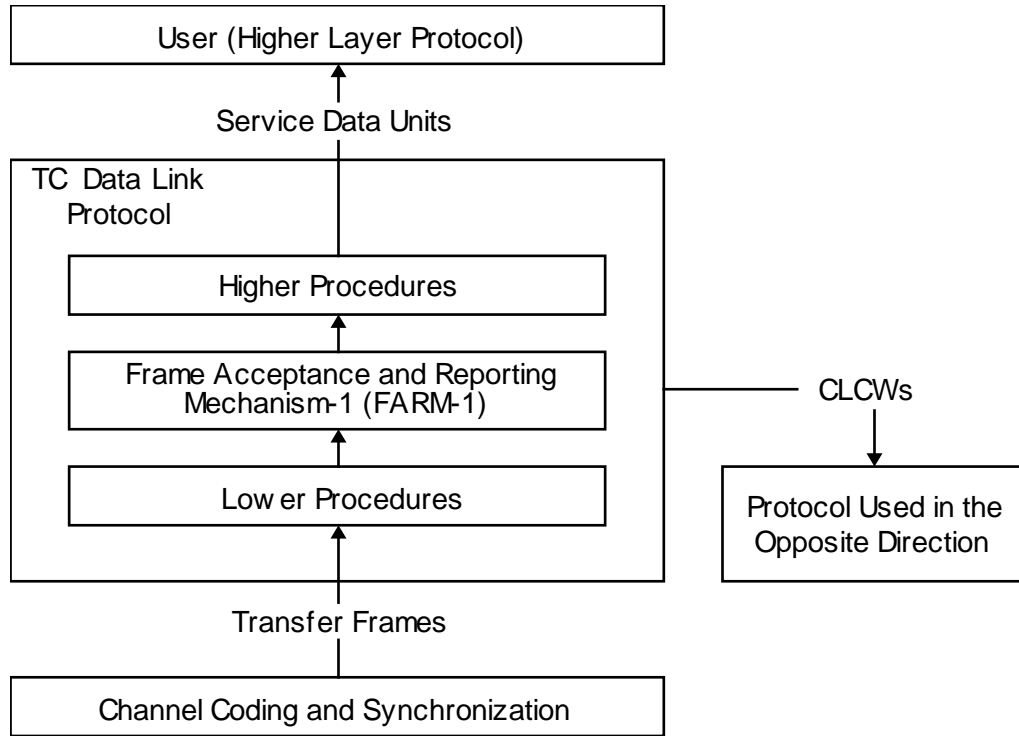 User (Higher Layer Protocol)
Service Data Units
TC Data Link
Protocol
Higher Procedures
Frame Acceptance and Reporting
Mechanism-1 (FARM-1)
CLCWs
Lower Procedures
Protocol Used in the
Opposite Direction
Transfer Frames
Channel Coding and Synchronization